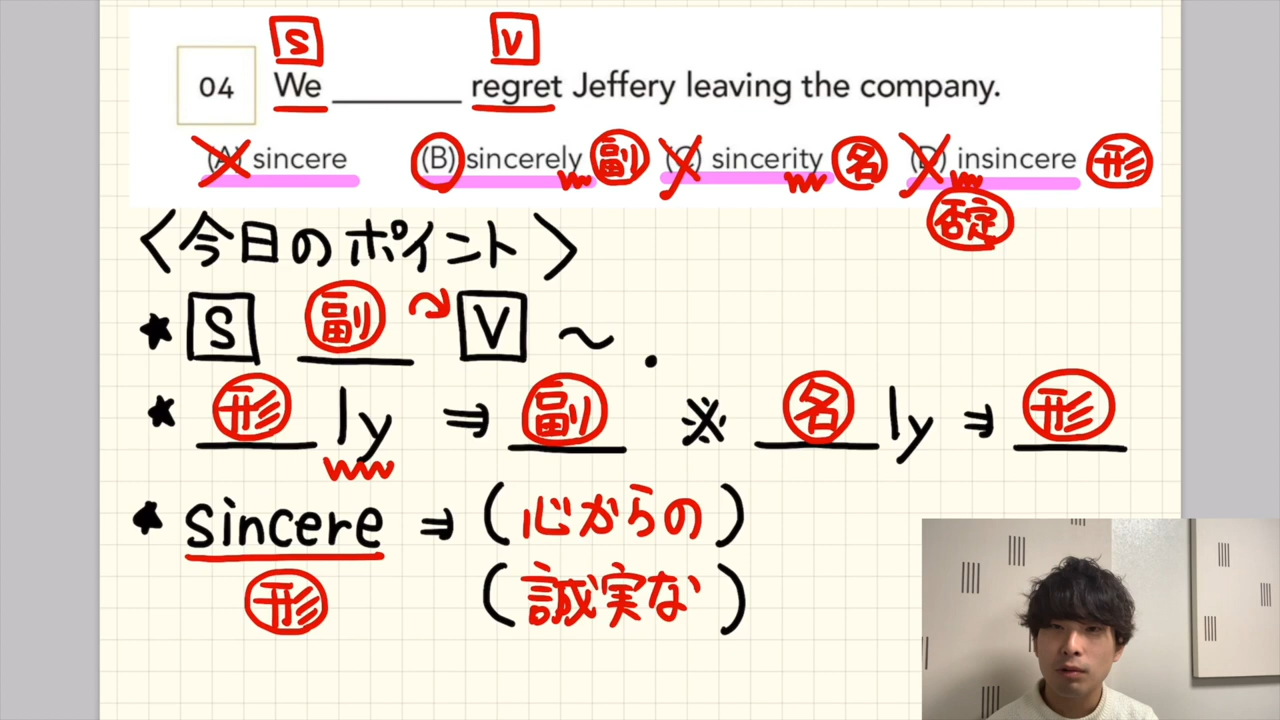 S V
04 We ________ regret Jeffery leaving the company.
(A) sincere (B) sincerely 副 (C) sincerity 名 (D) insincere 形
否定
〈今日のポイント〉
★ S 副 V ～ .
★ 形 ly ⇒ 副 ※ 名 ly ⇒ 形
★ sincere ⇒ (心からの)
形 (誠実な)